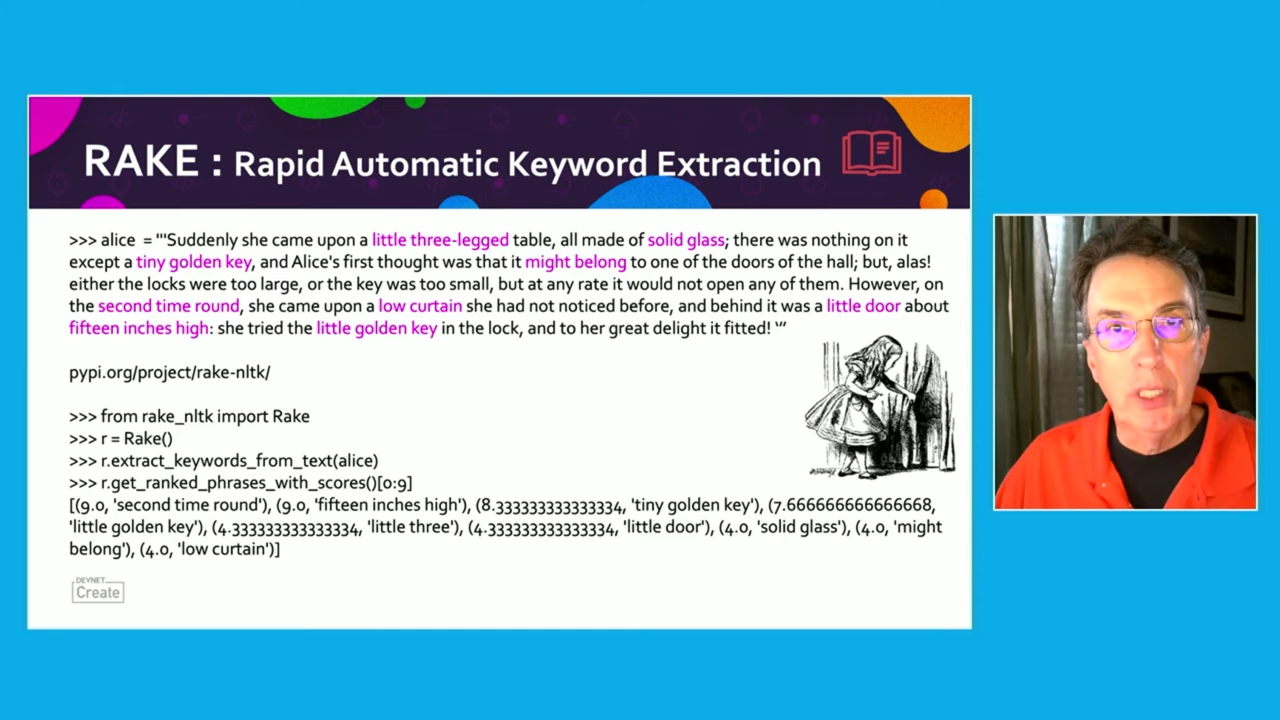 RAKE : Rapid Automatic Keyword Extraction
>>> alice = '''Suddenly she came upon a little three-legged table, all made of solid glass; there was nothing on it
except a tiny golden key, and Alice's first thought was that it might belong to one of the doors of the hall; but, alas!
either the locks were too large, or the key was too small, but at any rate it would not open any of them. However, on
the second time round, she came upon a low curtain she had not noticed before, and behind it was a little door about
fifteen inches high: she tried the little golden key in the lock, and to her great delight it fitted! '''
pypi.org/project/rake-nltk/
>>> from rake_nltk import Rake
>>> r = Rake()
>>> r.extract_keywords_from_text(alice)
>>> r.get_ranked_phrases_with_scores()[0:9]
[(9.0, 'second time round'), (9.0, 'fifteen inches high'), (8.333333333333334, 'tiny golden key'), (7.666666666666668,
'little golden key'), (4.333333333333334, 'little three'), (4.333333333333334, 'little door'), (4.0, 'solid glass'), (4.0, 'might
belong'), (4.0, 'low curtain')]
DEVNET
Create